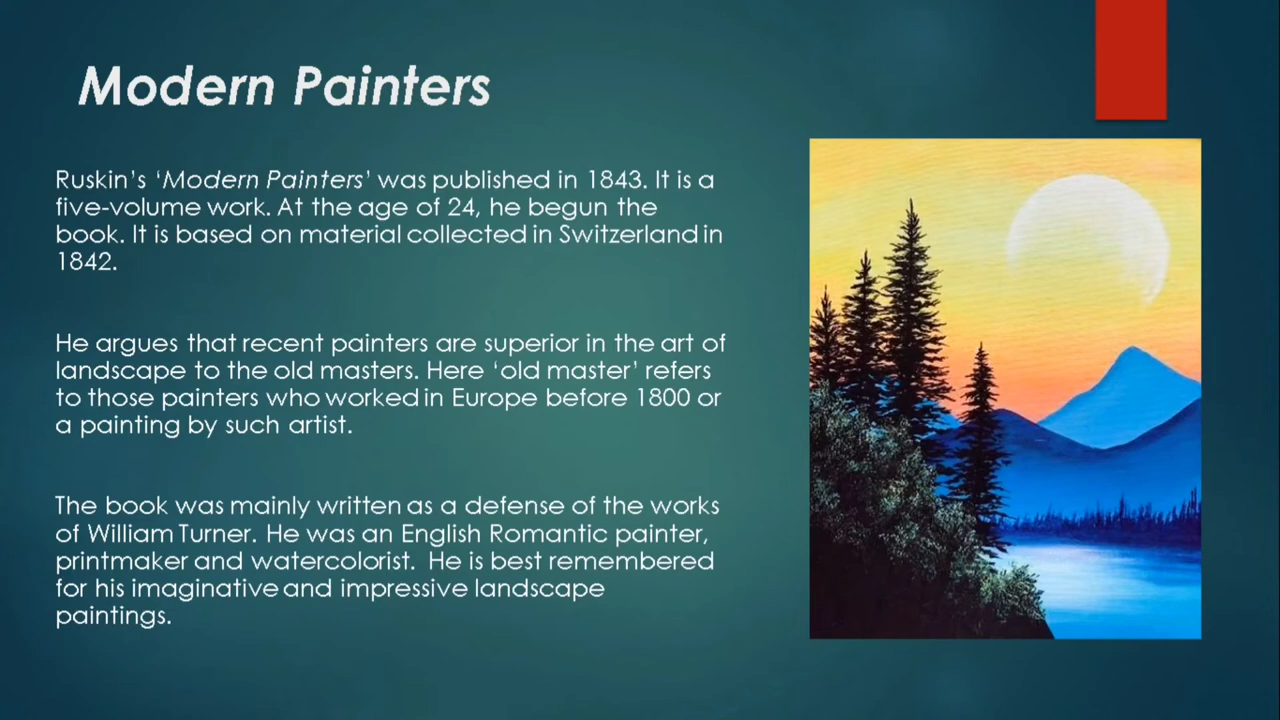 Modern Painters
Ruskin's 'Modern Painters' was published in 1843. It is a
five-volume work. At the age of 24, he begun the
book. It is based on material collected in Switzerland in
1842.
He argues that recent painters are superior in the art of
landscape to the old masters. Here 'old master' refers
to those painters who worked in Europe before 1800 or
a painting by such artist.
The book was mainly written as a defense of the works
of William Turner. He was an English Romantic painter,
printmaker and watercolorist.  He is best remembered
for his imaginative and impressive landscape
paintings.